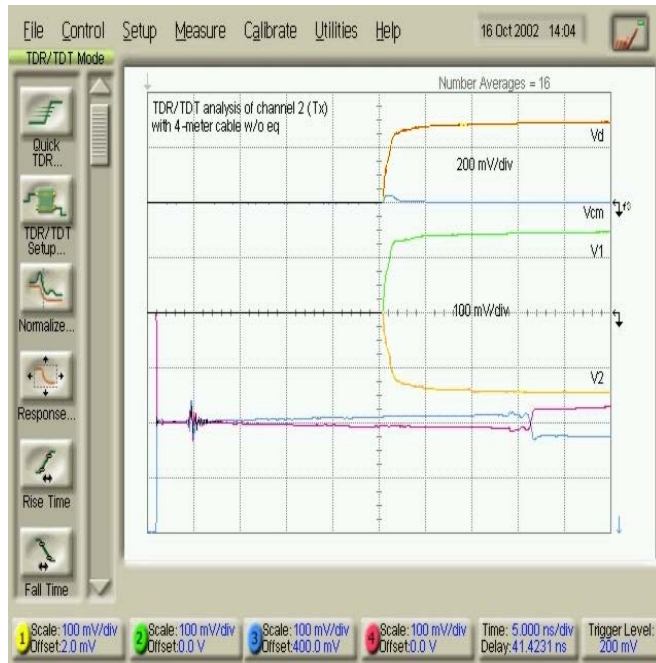 File Control Setup Measure Calibrate Utilities Help 16 Oct 2002 14:04
TDR/TDT Mode
Number Averages = 16
TDR/TDT analysis of channel 2 (Tx)
with 4-meter cable w/o eq
Vd
200 mV/div
Vcm
V1
100 mV/div
V2
Quick
TDR...
TDR/TDT
Setup...
Normalize...
Response...
Rise Time
Fall Time
1 Scale: 100 mV/div
Offset:2.0 mV
2 Scale: 100 mV/div
Offset:0.0 V
3 Scale: 100 mV/div
Offset:400.0 mV
4 Scale: 100 mV/div
Offset:0.0 V
Time: 5.000 ns/div
Delay:41.4231 ns
Trigger Level:
200 mV